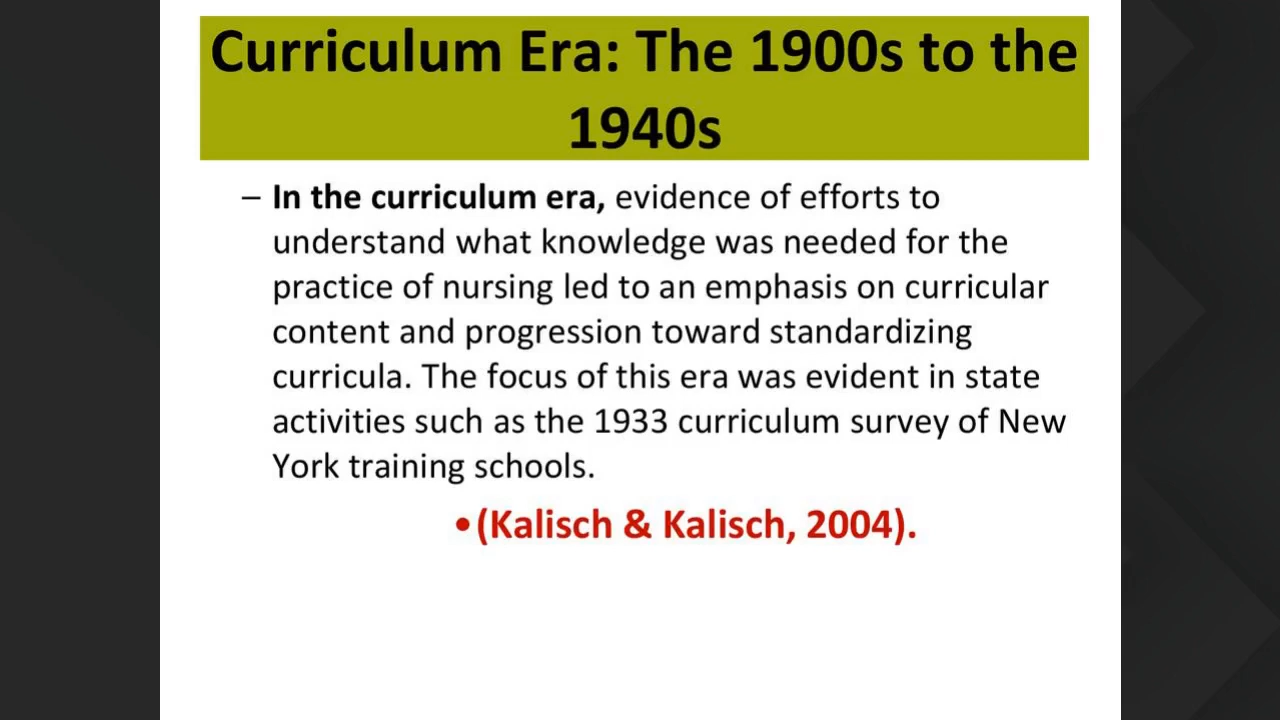 Curriculum Era: The 1900s to the
1940s
– In the curriculum era, evidence of efforts to
understand what knowledge was needed for the
practice of nursing led to an emphasis on curricular
content and progression toward standardizing
curricula. The focus of this era was evident in state
activities such as the 1933 curriculum survey of New
York training schools.
•(Kalisch & Kalisch, 2004).